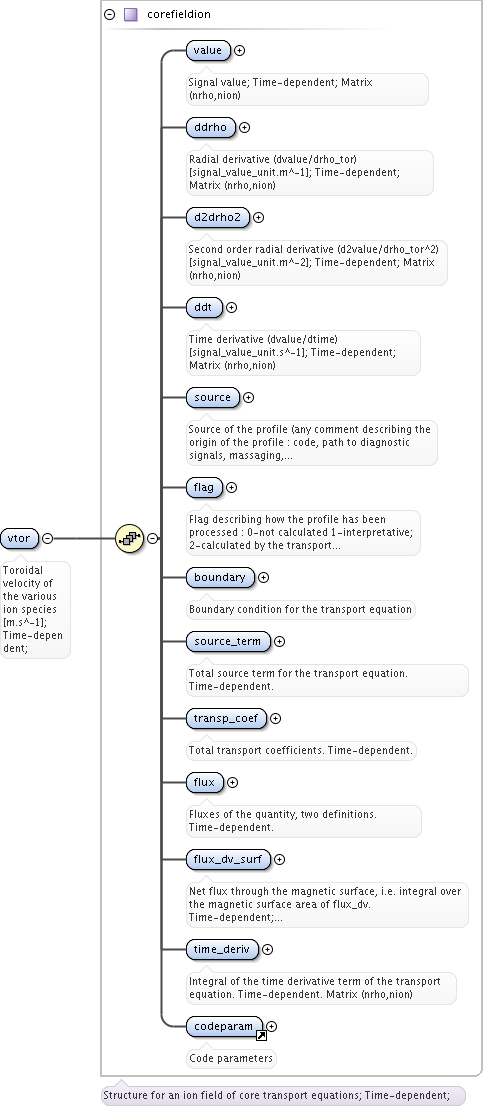 corefieldion
value
Signal value; Time-dependent; Matrix
(nrho,nion)
ddrho
Radial derivative (dvalue/drho_tor)
[signal_value_unit.m^-1]; Time-dependent;
Matrix (nrho,nion)
d2drho2
Second order radial derivative (d2value/drho_tor^2)
[signal_value_unit.m^-2]; Time-dependent; Matrix
(nrho,nion)
ddt
Time derivative (dvalue/dtime)
[signal_value_unit.s^-1]; Time-dependent;
Matrix (nrho,nion)
source
Source of the profile (any comment describing the
origin of the profile : code, path to diagnostic
signals, massaging,...
flag
Flag describing how the profile has been
processed : 0-not calculated 1-interpretative;
2-calculated by the transport...
vtor
Toroidal
velocity of
the various
ion species
[m.s^-1];
Time-depen
dent;
boundary
Boundary condition for the transport equation
source_term
Total source term for the transport equation.
Time-dependent.
transp_coef
Total transport coefficients. Time-dependent.
flux
Fluxes of the quantity, two definitions.
Time-dependent.
flux_dv_surf
Net flux through the magnetic surface, i.e. integral over
the magnetic surface area of flux_dv.
Time-dependent;...
time_deriv
Integral of the time derivative term of the transport
equation. Time-dependent. Matrix (nrho,nion)
codeparam
Code parameters
Structure for an ion field of core transport equations; Time-dependent;